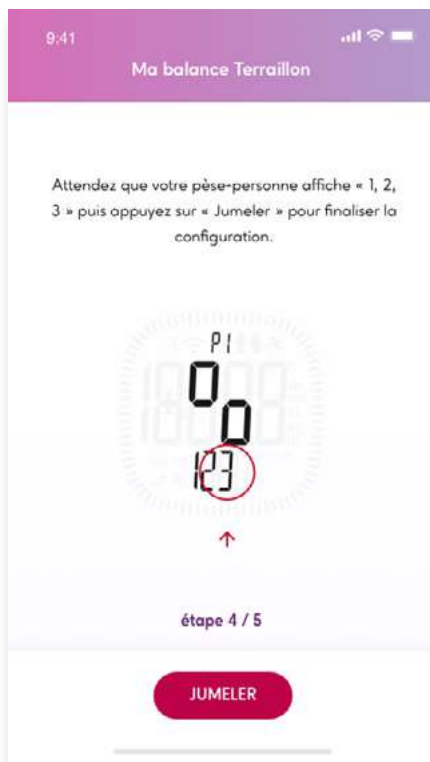 9:41
Ma balance Terraillon
Attendez que votre pèse-personne affiche « 1, 2,
3 » puis appuyez sur « Jumeler » pour finaliser la
configuration.
P1
0
0
123
étape 4 / 5
JUMELER